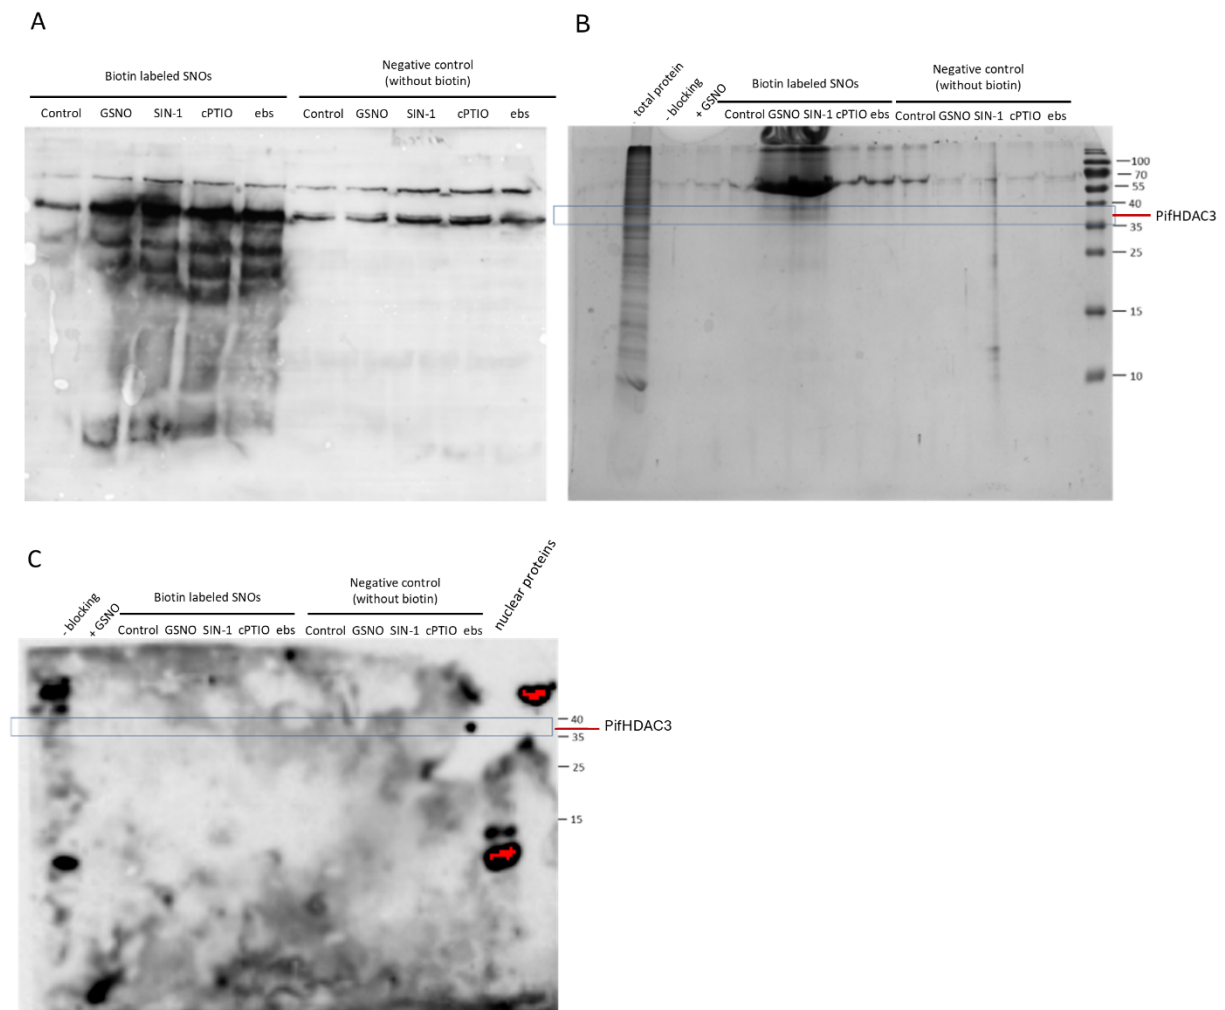 A
Biotin labeled SNOs
Negative control
(without biotin)
Control GSNO SIN-1 cPTIO ebs Control GSNO SIN-1 cPTIO ebs
B
total protein
- blocking
+ GSNO
Biotin labeled SNOs
Negative control
(without biotin)
Control GSNO SIN-1 cPTIO ebs Control GSNO SIN-1 cPTIO ebs
100
70
55
40
PifHDAC3
35
25
15
10
C
- blocking
+ GSNO
Biotin labeled SNOs
Negative control
(without biotin)
nuclear proteins
Control GSNO SIN-1 cPTIO ebs Control GSNO SIN-1 cPTIO ebs
40
PifHDAC3
35
25
15